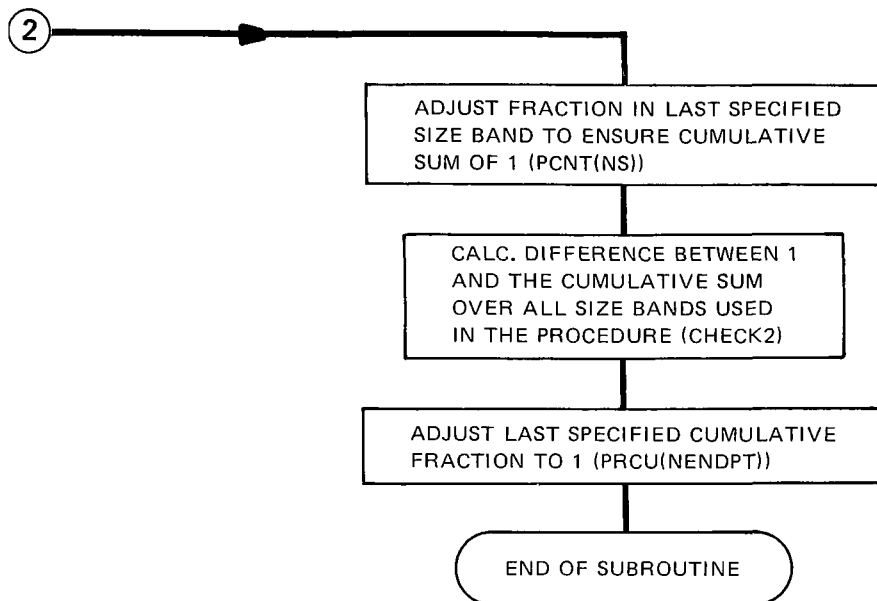 2
ADJUST FRACTION IN LAST SPECIFIED
SIZE BAND TO ENSURE CUMULATIVE
SUM OF 1 (PCNT(NS))
CALC. DIFFERENCE BETWEEN 1
AND THE CUMULATIVE SUM
OVER ALL SIZE BANDS USED
IN THE PROCEDURE (CHECK2)
ADJUST LAST SPECIFIED CUMULATIVE
FRACTION TO 1 (PRCU(NENDPT))
END OF SUBROUTINE